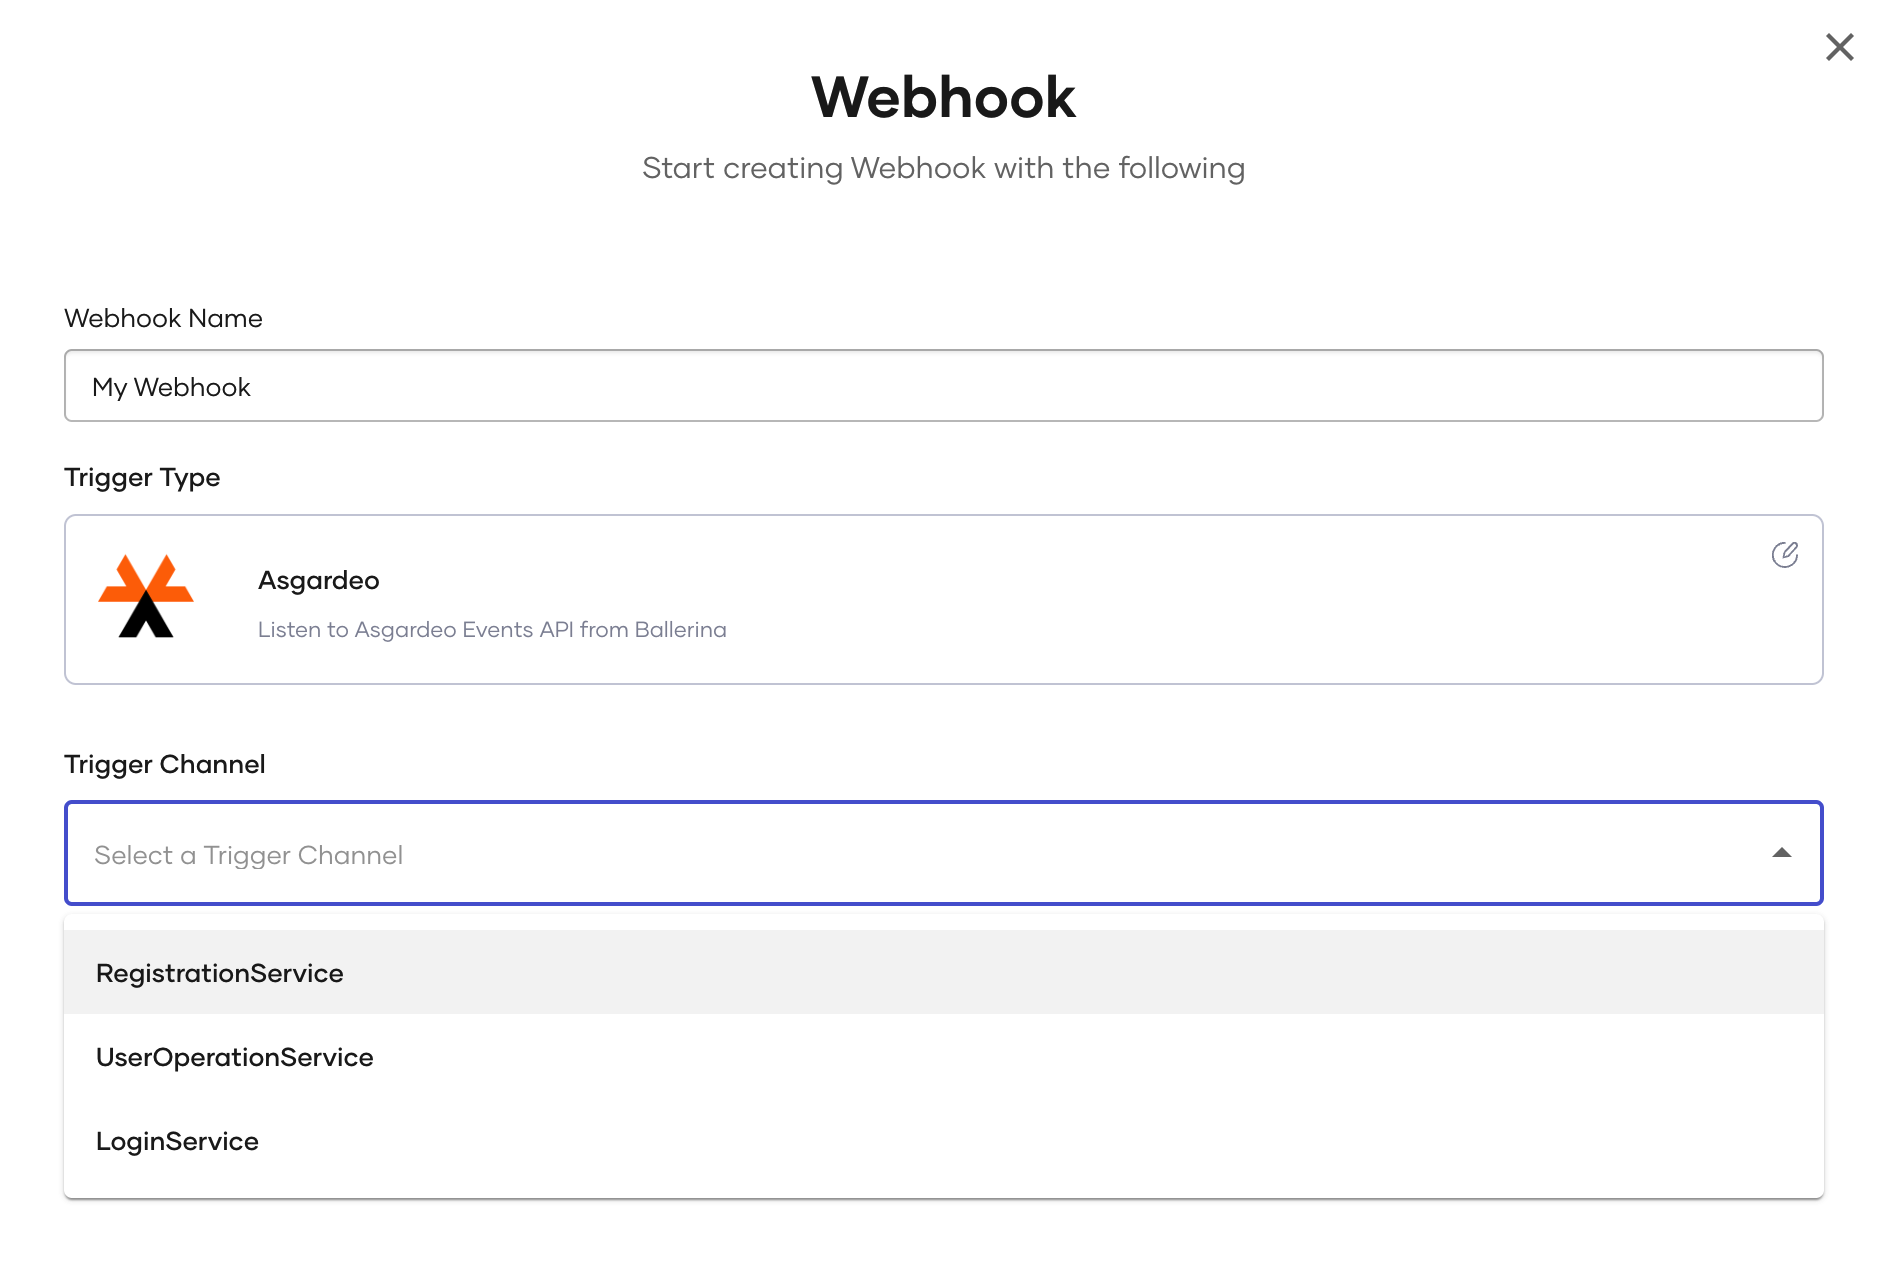 Webhook
Start creating Webhook with the following
Webhook Name
My Webhook
Trigger Type
Asgardeo
Listen to Asgardeo Events API from Ballerina
Trigger Channel
Select a Trigger Channel
RegistrationService
UserOperationService
LoginService